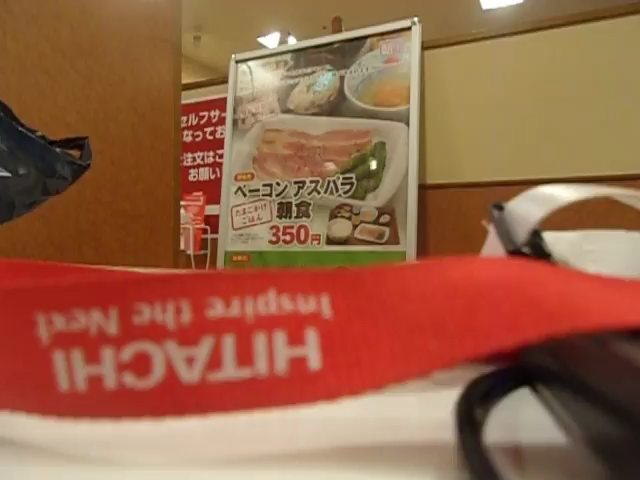 セルフサー
なってお
注文はこ
お願い
ベーコン アスパラ
朝食
たまごかけ
ごはん
350円
HITACHI
Inspire the Next